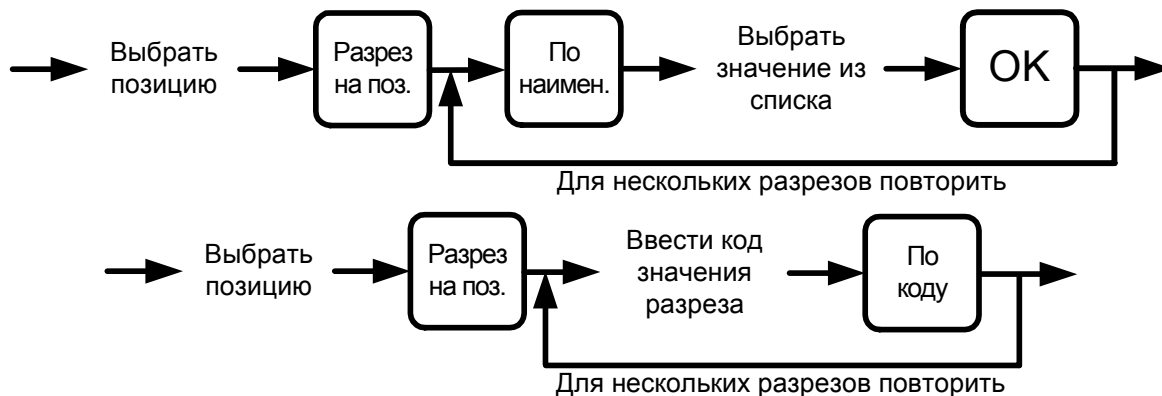 Выбрать
позицию
Разрез
на поз.
По
наимен.
Выбрать
значение из
списка
OK
Для нескольких разрезов повторить
Выбрать
позицию
Разрез
на поз.
Ввести код
значения
разреза
По
коду
Для нескольких разрезов повторить